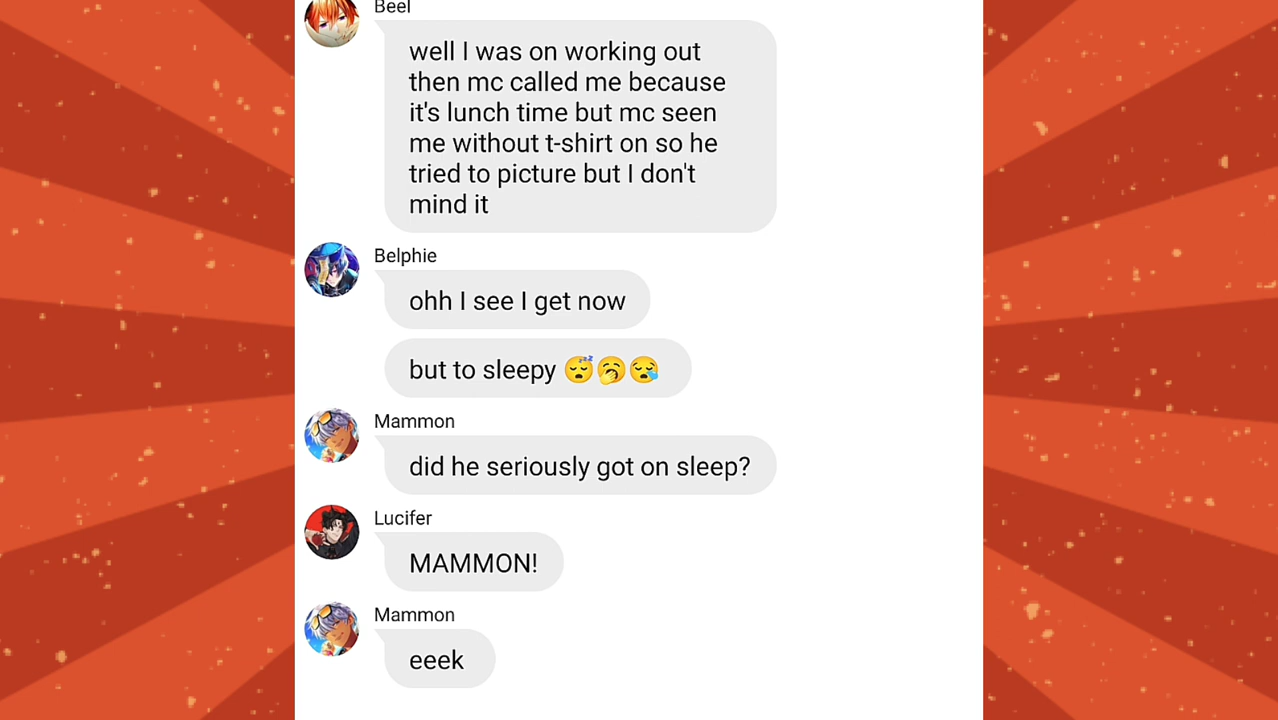 Beel
well I was on working out
then mc called me because
it's lunch time but mc seen
me without t-shirt on so he
tried to picture but I don't
mind it
Belphie
ohh I see I get now
but to sleepy 😴🥱😪
Mammon
did he seriously got on sleep?
Lucifer
MAMMON!
Mammon
eeek